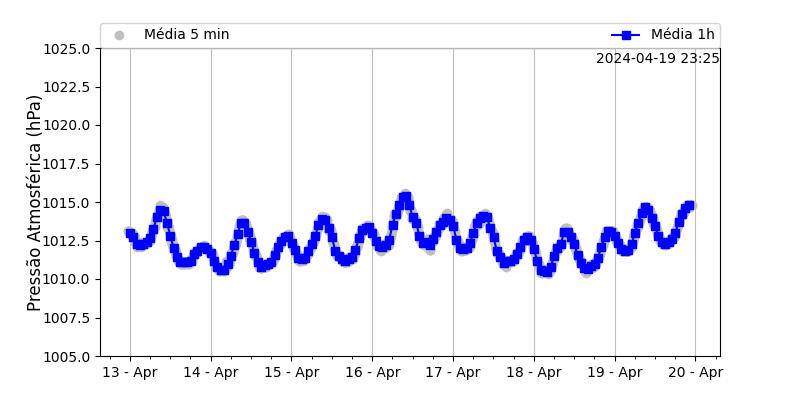 Média 5 min
Média 1h
2024-04-19 23:25
Pressão Atmosférica (hPa)
1025.0
1022.5
1020.0
1017.5
1015.0
1012.5
1010.0
1007.5
1005.0
13 - Apr
14 - Apr
15 - Apr
16 - Apr
17 - Apr
18 - Apr
19 - Apr
20 - Apr